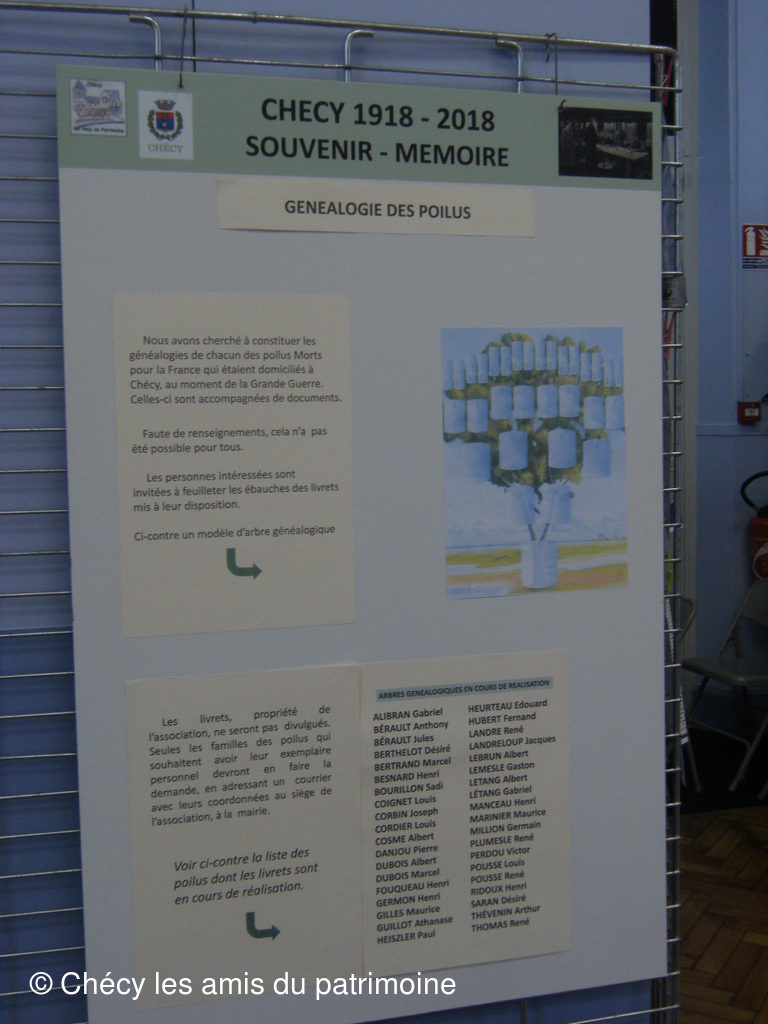 Chécy
Les Amis du Patrimoine
CHÉCY
CHECY 1918 - 2018
SOUVENIR - MEMOIRE
GENEALOGIE DES POILUS
Nous avons cherché à constituer les
généalogies de chacun des poilus Morts
pour la France qui étaient domiciliés à
Chécy, au moment de la Grande Guerre.
Celles-ci sont accompagnées de documents.
Faute de renseignements, cela n'a pas
été possible pour tous.
Les personnes intéressées sont
invitées à feuilleter les ébauches des livrets
mis à leur disposition.
Ci-contre un modèle d'arbre généalogique
Les livrets, propriété de
l'association, ne seront pas divulgués.
Seules les familles des poilus qui
souhaitent avoir leur exemplaire
personnel devront en faire la
demande, en adressant un courrier
avec leurs coordonnées au siège de
l'association, à la mairie.
Voir ci-contre la liste des
poilus dont les livrets sont
en cours de réalisation.
ARBRES GENEALOGIQUES EN COURS DE REALISATION
ALIBRAN Gabriel
BÉRAULT Anthony
BÉRAULT Jules
BERTHELOT Désiré
BERTRAND Marcel
BESNARD Henri
BOURILLON Sadi
COIGNET Louis
CORBIN Joseph
CORDIER Louis
COSME Albert
DANJOU Pierre
DUBOIS Albert
DUBOIS Marcel
FOUQUEAU Henri
GERMON Henri
GILLES Maurice
GUILLOT Athanase
HEISZLER Paul
HEURTEAU Edouard
HUBERT Fernand
LANDRE René
LANDRELOUP Jacques
LEBRUN Albert
LEMESLE Gaston
LETANG Albert
LÉTANG Gabriel
MANCEAU Henri
MARINIER Maurice
MILLION Germain
PLUMESLE René
PERDOU Victor
POUSSE Louis
POUSSE René
RIDOUX Henri
SARAN Désiré
THÉVENIN Arthur
THOMAS René
© Chécy les amis du patrimoine